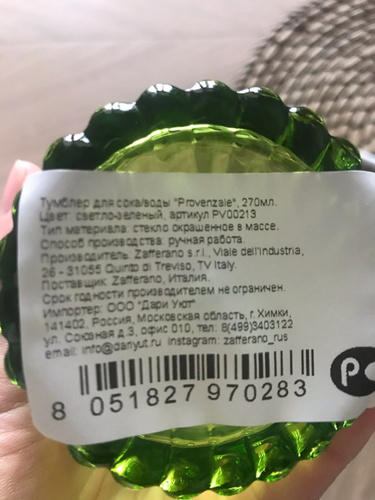 Тумблер для сока/воды "Provenzale", 270мл.
Цвет: светло-зеленый, артикул PV00213
Тип материала: стекло окрашенное в массе.
Способ производства: ручная работа.
Производитель: Zafferano s.r.l., Viale dell'Industria,
26 - 31055 Quinto di Treviso, TV Italy.
Поставщик: Zafferano, Италия.
Срок годности производителем не ограничен.
Импортер: ООО "Дари Уют"
141402, Россия, Московская область, г. Химки,
ул. Союзная д.3, офис 010, тел: 8(499)3403122
email: info@dariyut.ru instagram: zafferano_rus
8 051827 970283